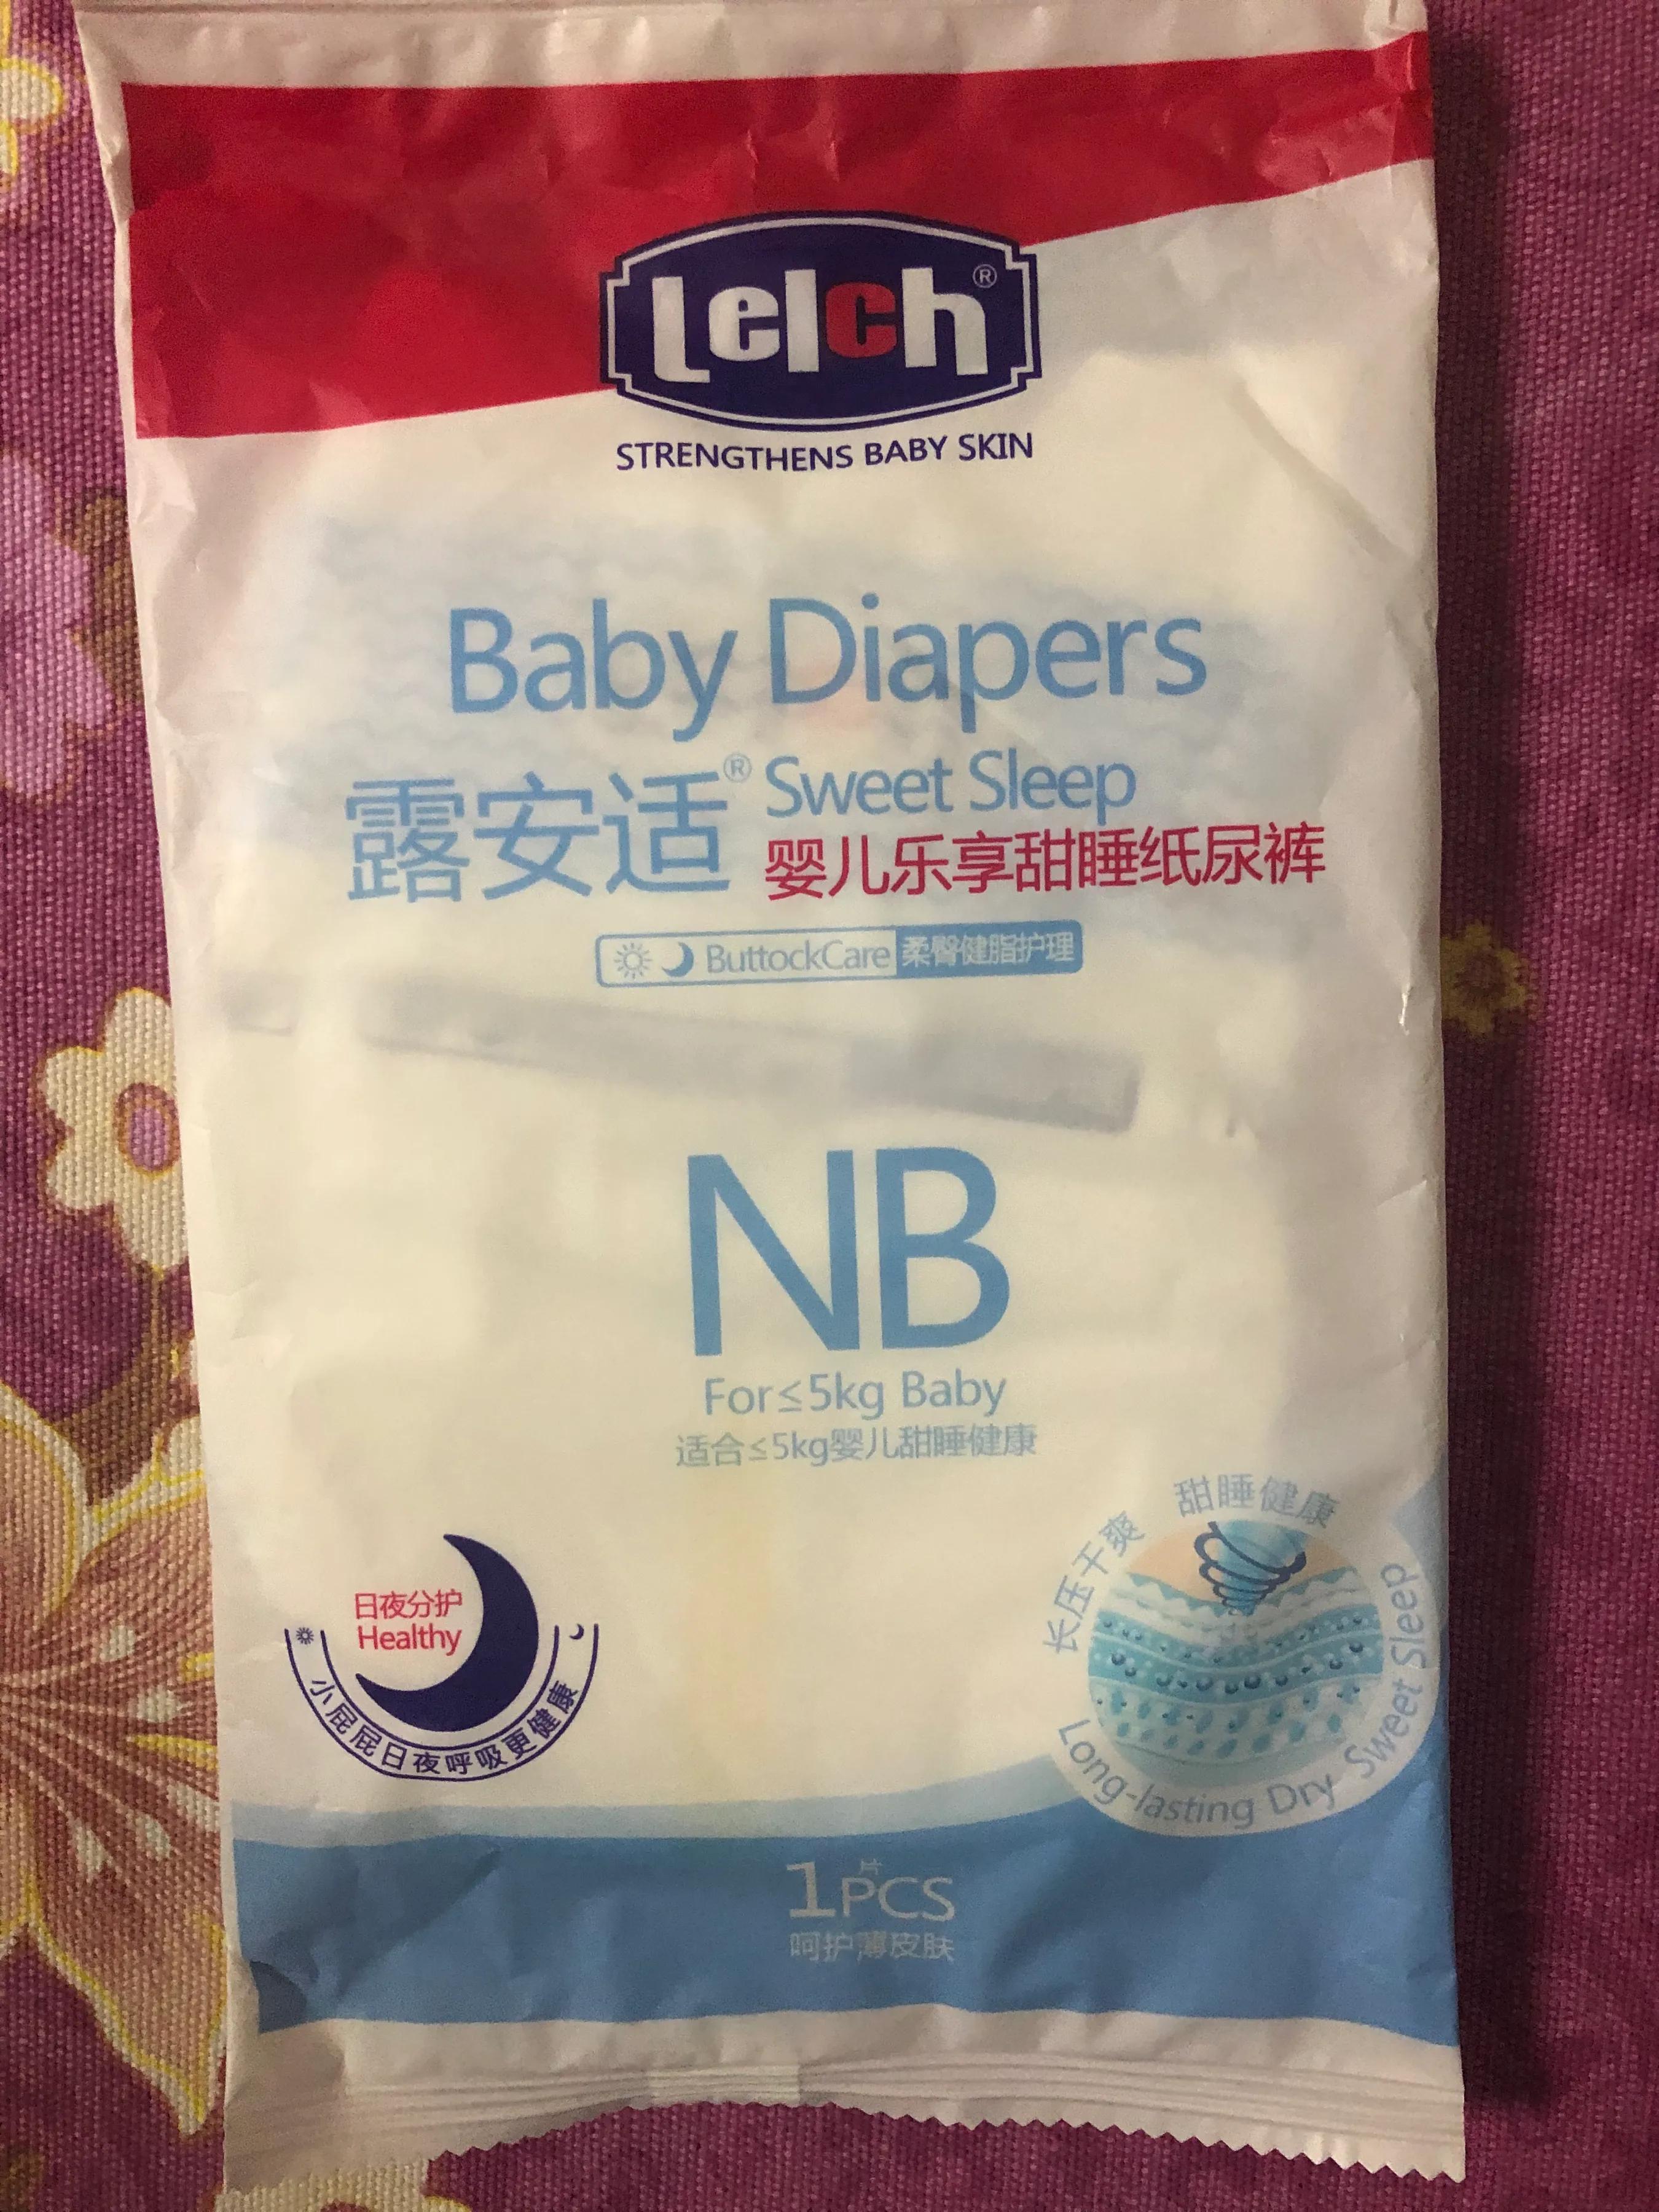 Lelch®
STRENGTHENS BABY SKIN
Baby Diapers
露安适® Sweet Sleep
婴儿乐享甜睡纸尿裤
ButtockCare 柔臀健脂护理
NB
For≤5kg Baby
适合≤5kg婴儿甜睡健康
日夜分护
Healthy
小屁屁日夜呼吸更健康
长压干爽 甜睡健康
Long-lasting Dry Sweet Sleep
1片PCS
呵护薄皮肤